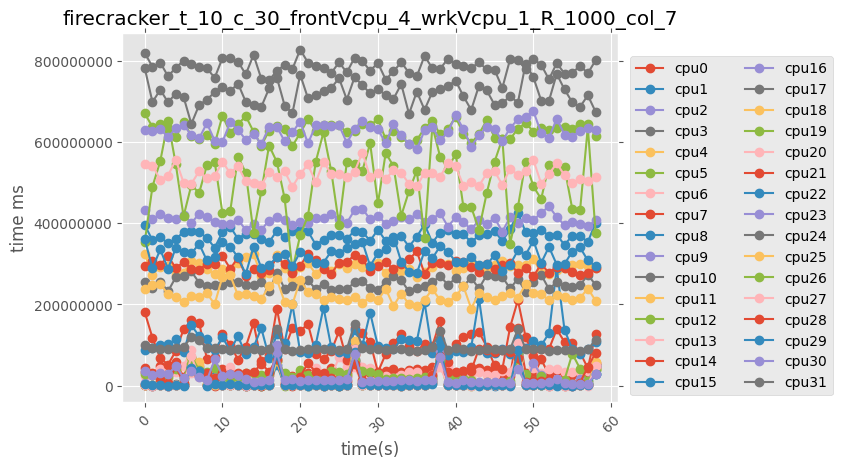 firecracker_t_10_c_30_frontVcpu_4_wrkVcpu_1_R_1000_col_7
800000000
600000000
400000000
200000000
0
time ms
0
10
20
30
40
50
60
time(s)
cpu0
cpu1
cpu2
cpu3
cpu4
cpu5
cpu6
cpu7
cpu8
cpu9
cpu10
cpu11
cpu12
cpu13
cpu14
cpu15
cpu16
cpu17
cpu18
cpu19
cpu20
cpu21
cpu22
cpu23
cpu24
cpu25
cpu26
cpu27
cpu28
cpu29
cpu30
cpu31